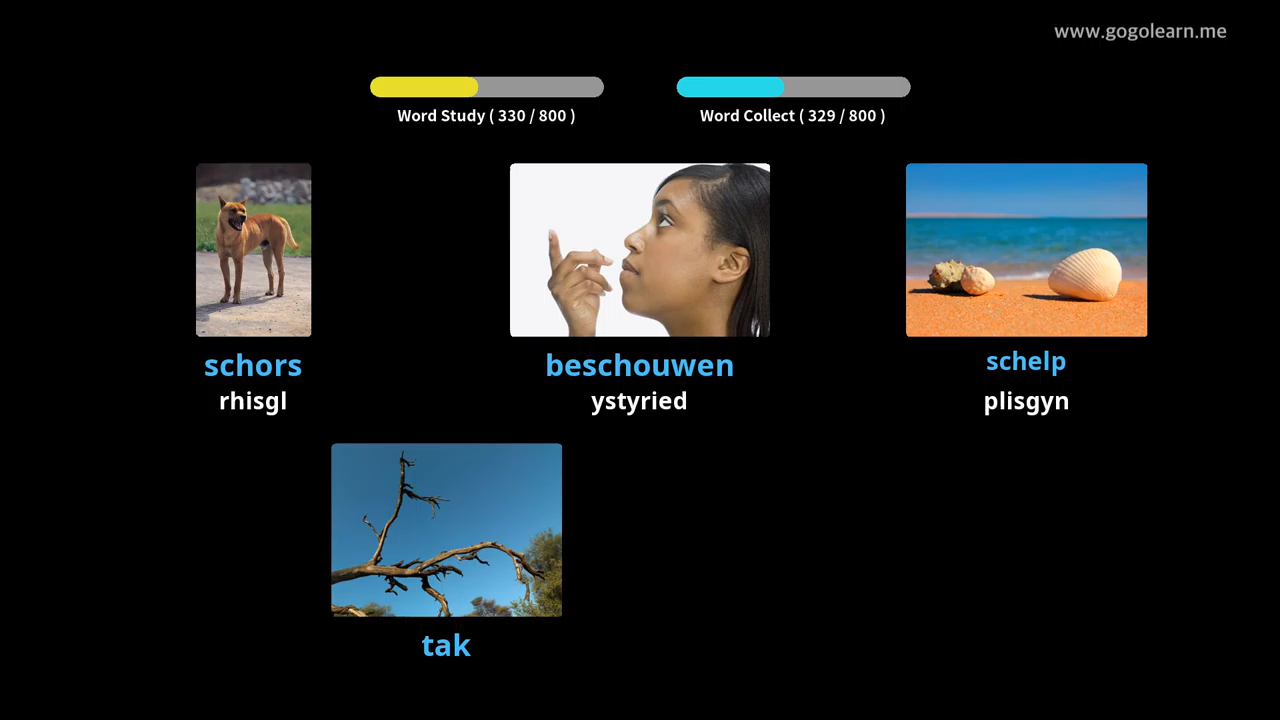 www.gogolearn.me
Word Study ( 330 / 800 )
Word Collect ( 329 / 800 )
schors
beschouwen
schelp
rhisgl
ystyried
plisgyn
tak